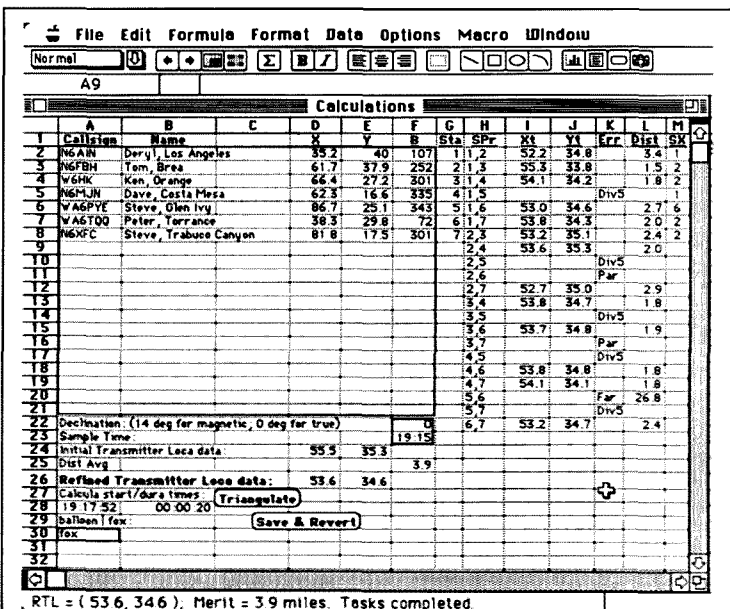 File Edit Formula Format Data Options Macro Window
Normal Σ B I
A9
Calculations
A B C D E F G H I J K L M
1 Callsign Name X Y B Sta SPr Xt Yt Err Dist SX
2 N6AIN Deryl, Los Angeles 35.2 40 107 1 1,2 52.2 34.8 3.4 1
3 N6FBH Tom, Brea 61.7 37.9 252 2 1,3 55.3 33.8 1.5 2
4 W6HK Ken, Orange 66.4 27.2 301 3 1,4 54.1 34.2 1.8 2
5 N6MJN Dave, Costa Mesa 62.3 16.6 335 4 1,5 Div5 1
6 WA6PYE Steve, Glen Ivy 86.7 25.1 343 5 1,6 53.0 34.6 2.7 6
7 WA6TQQ Peter, Torrance 38.3 29.8 72 6 1,7 53.8 34.3 2.0 2
8 N6XFC Steve, Trabuco Canyon 81.8 17.5 301 7 2,3 53.2 35.1 2.4 2
9 2,4 53.6 35.3 2.0
10 2,5 Div5
11 2,6 Par
12 2,7 52.7 35.0 2.9
13 3,4 53.8 34.7 1.8
14 3,5 Div5
15 3,6 53.7 34.8 1.9
16 3,7 Par
17 4,5 Div5
18 4,6 53.8 34.8 1.8
19 4,7 54.1 34.1 1.8
20 5,6 Far 26.8
21 5,7 Div5
22 Declination: (14 deg for magnetic, 0 deg for true) 0 6,7 53.2 34.7 2.4
23 Sample Time: 19:15
24 Initial Transmitter Loca data: 55.5 35.3
25 Dist Avg 3.9
26 Refined Transmitter Loca data: 53.6 34.6
27 Calcula start/dura times: Triangulate
28 19:17:52 00:00:20
29 balloon | fox: Save & Revert
30 fox
31
32
RTL = (53.6, 34.6); Merit = 3.9 miles. Tasks completed.